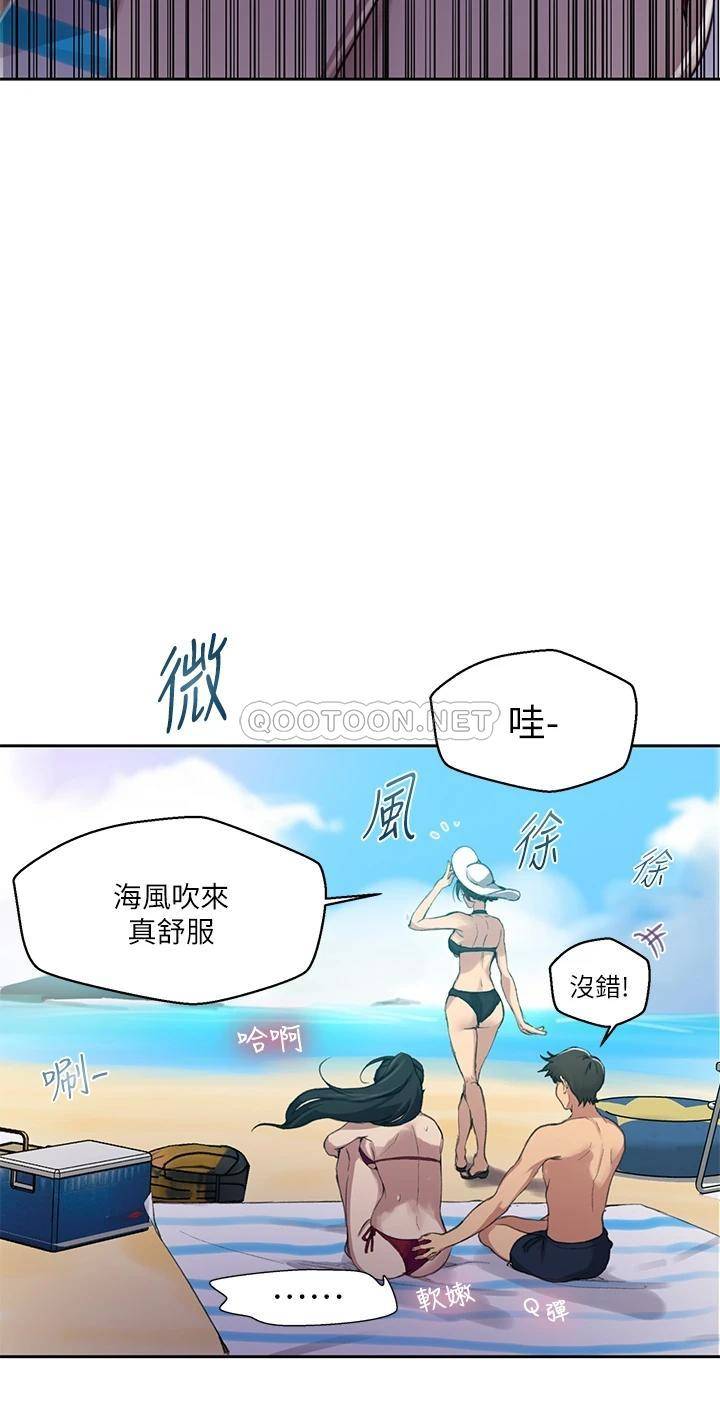 微
QOOTOON.NET
哇-
風
徐
徐
海風吹來
真舒服
沒錯!
哈啊
唰-
......
軟嫩
Q彈